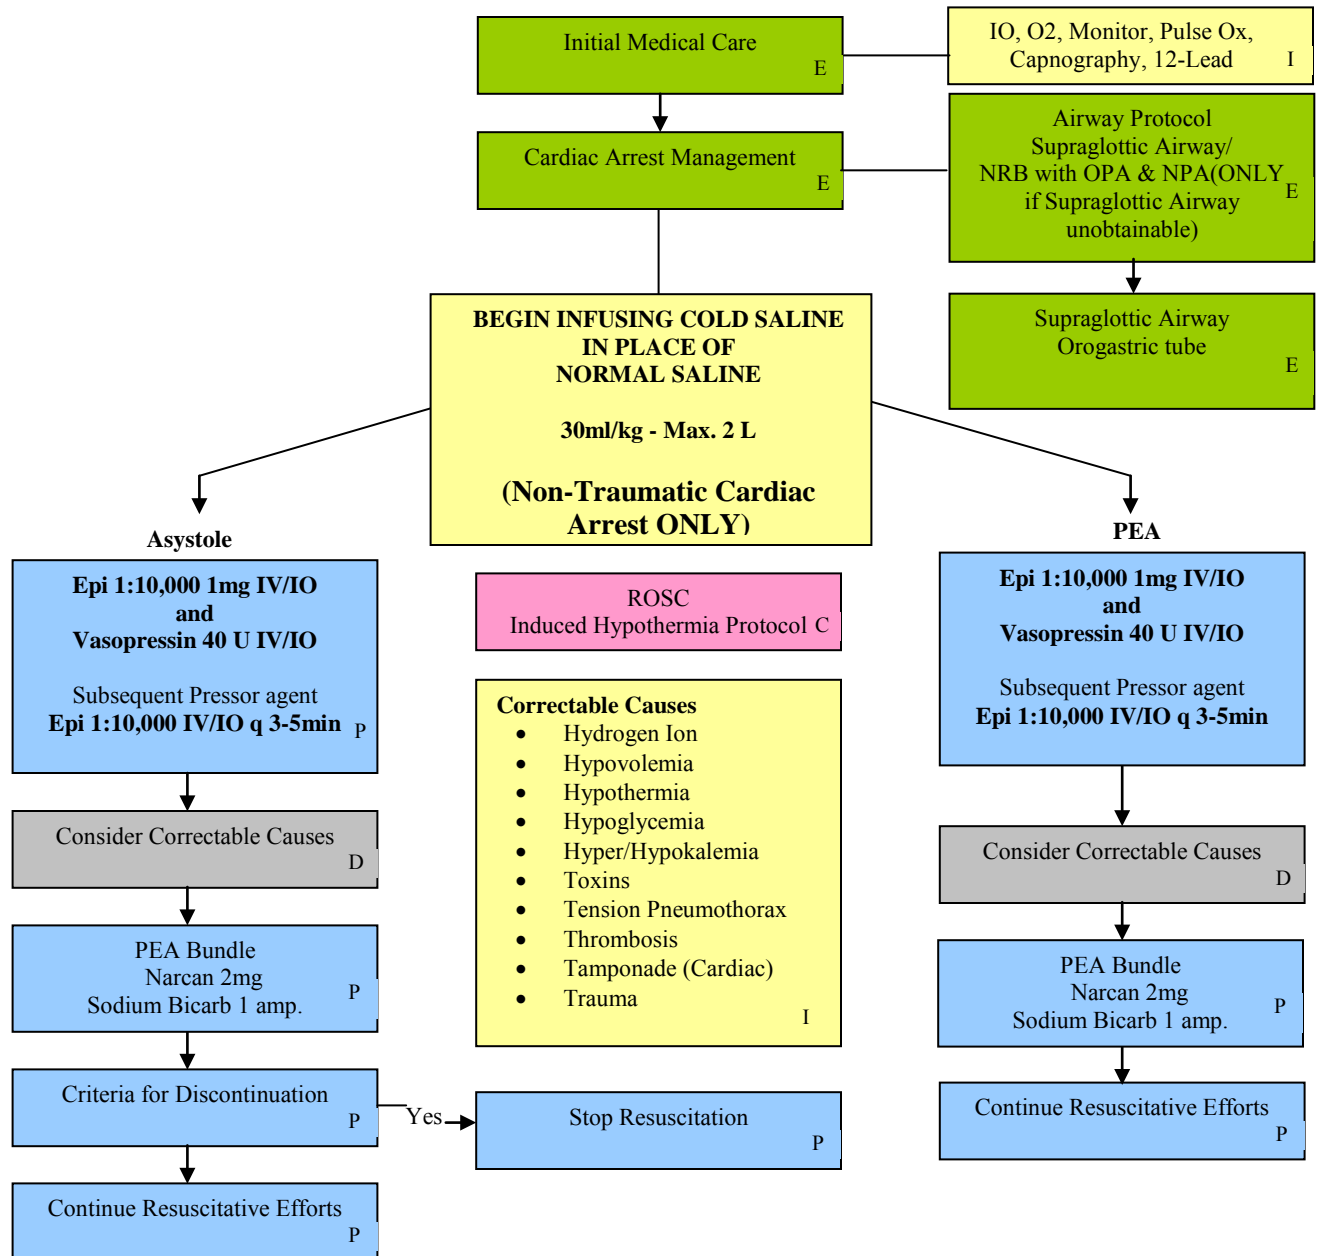 Initial Medical Care
E
IO, O2, Monitor, Pulse Ox,
Capnography, 12-Lead
I
Cardiac Arrest Management
E
Airway Protocol
Supraglottic Airway/
NRB with OPA & NPA(ONLY
if Supraglottic Airway
unobtainable)
E
Supraglottic Airway
Orogastric tube
E
BEGIN INFUSING COLD SALINE
IN PLACE OF
NORMAL SALINE
30ml/kg - Max. 2 L
(Non-Traumatic Cardiac
Arrest ONLY)
Asystole
Epi 1:10,000 1mg IV/IO
and
Vasopressin 40 U IV/IO
Subsequent Pressor agent
Epi 1:10,000 IV/IO q 3-5min
P
Consider Correctable Causes
D
PEA Bundle
Narcan 2mg
Sodium Bicarb 1 amp.
P
Criteria for Discontinuation
P
Yes
Stop Resuscitation
P
Continue Resuscitative Efforts
P
ROSC
Induced Hypothermia Protocol C
Correctable Causes
• Hydrogen Ion
• Hypovolemia
• Hypothermia
• Hypoglycemia
• Hyper/Hypokalemia
• Toxins
• Tension Pneumothorax
• Thrombosis
• Tamponade (Cardiac)
• Trauma
I
PEA
Epi 1:10,000 1mg IV/IO
and
Vasopressin 40 U IV/IO
Subsequent Pressor agent
Epi 1:10,000 IV/IO q 3-5min
Consider Correctable Causes
D
PEA Bundle
Narcan 2mg
Sodium Bicarb 1 amp.
P
Continue Resuscitative Efforts
P